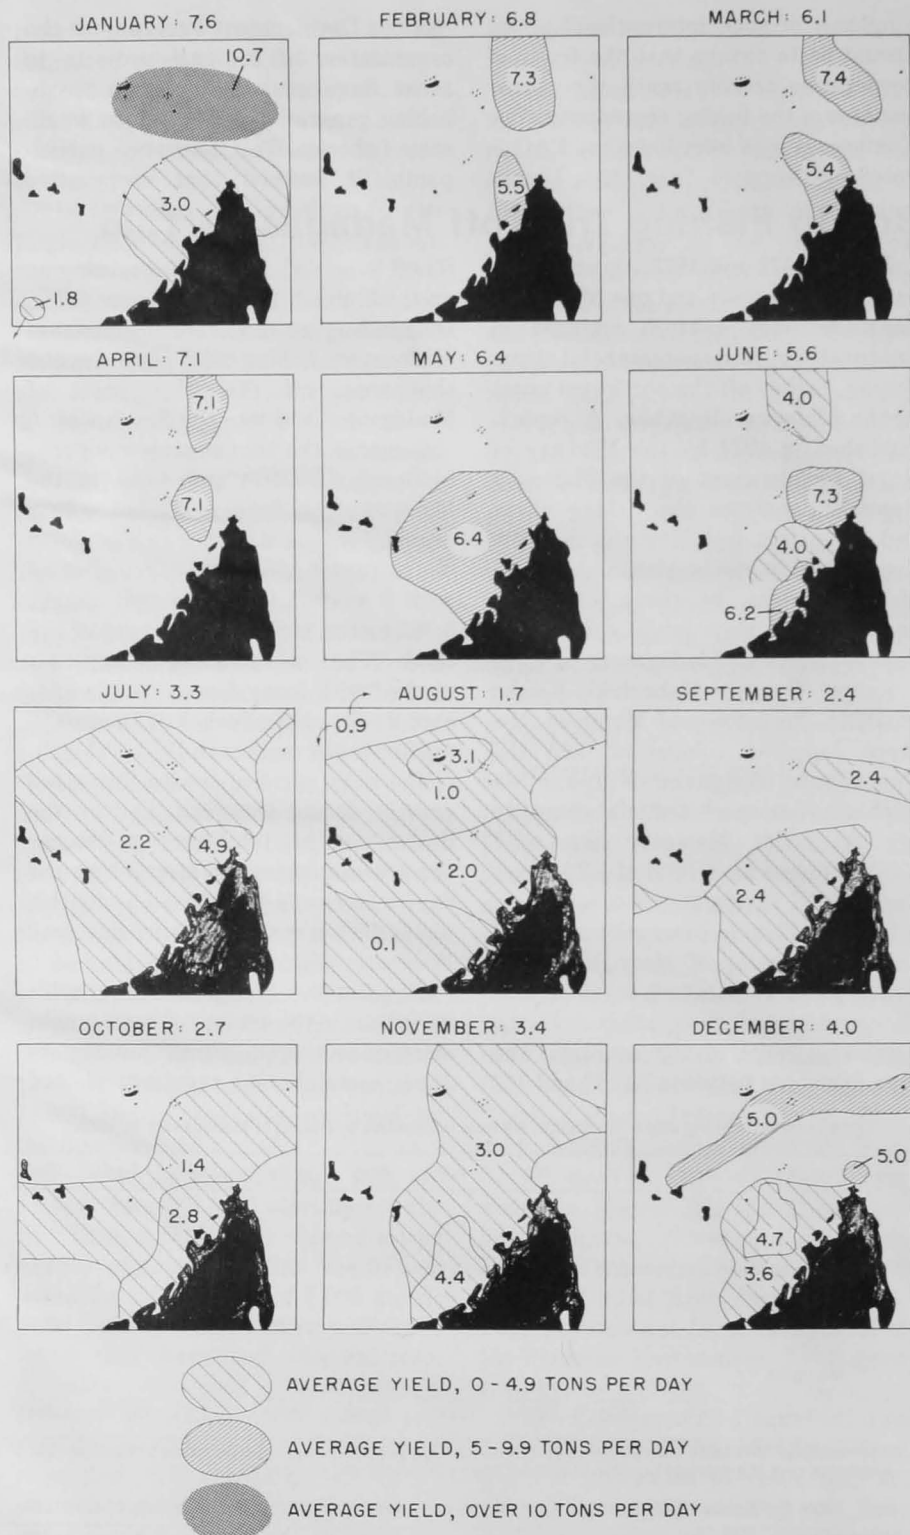 JANUARY: 7.6
FEBRUARY: 6.8
MARCH: 6.1
10.7
3.0
1.8
7.3
5.5
7.4
5.4
APRIL: 7.1
MAY: 6.4
JUNE: 5.6
7.1
7.1
6.4
4.0
7.3
4.0
6.2
JULY: 3.3
AUGUST: 1.7
SEPTEMBER: 2.4
2.2
4.9
0.9
3.1
1.0
2.0
0.1
2.4
2.4
OCTOBER: 2.7
NOVEMBER: 3.4
DECEMBER: 4.0
1.4
2.8
3.0
4.4
5.0
5.0
4.7
3.6
AVERAGE YIELD, 0-4.9 TONS PER DAY
AVERAGE YIELD, 5-9.9 TONS PER DAY
AVERAGE YIELD, OVER 10 TONS PER DAY